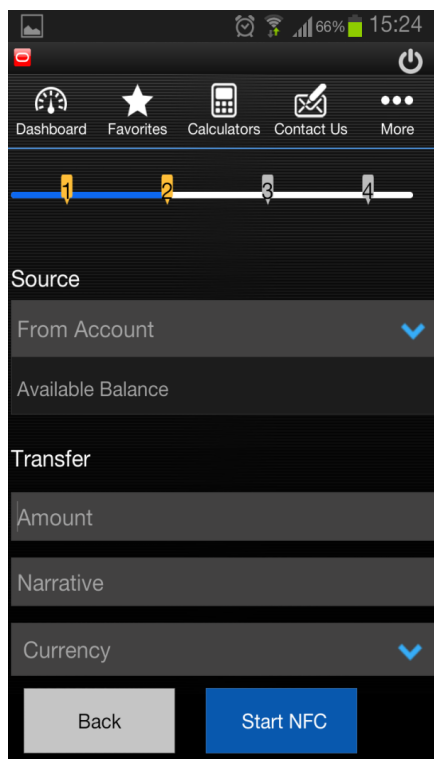 66% 15:24
Dashboard Favorites Calculators Contact Us More
1 2 3 4
Source
From Account
Available Balance
Transfer
Amount
Narrative
Currency
Back Start NFC